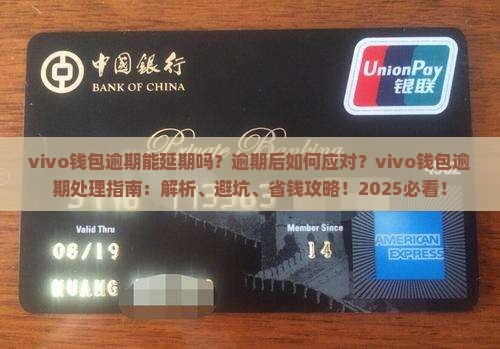 中國銀行
BANK OF CHINA
UnionPay
银联
Private Banking
vivo钱包逾期能延期吗？逾期后如何应对？vivo钱包逾
期处理指南：解析、避坑、省钱攻略！2025必看！
Valid Thru
Member Since
06/19
14
AMERICAN
EXPRESS
HUANG